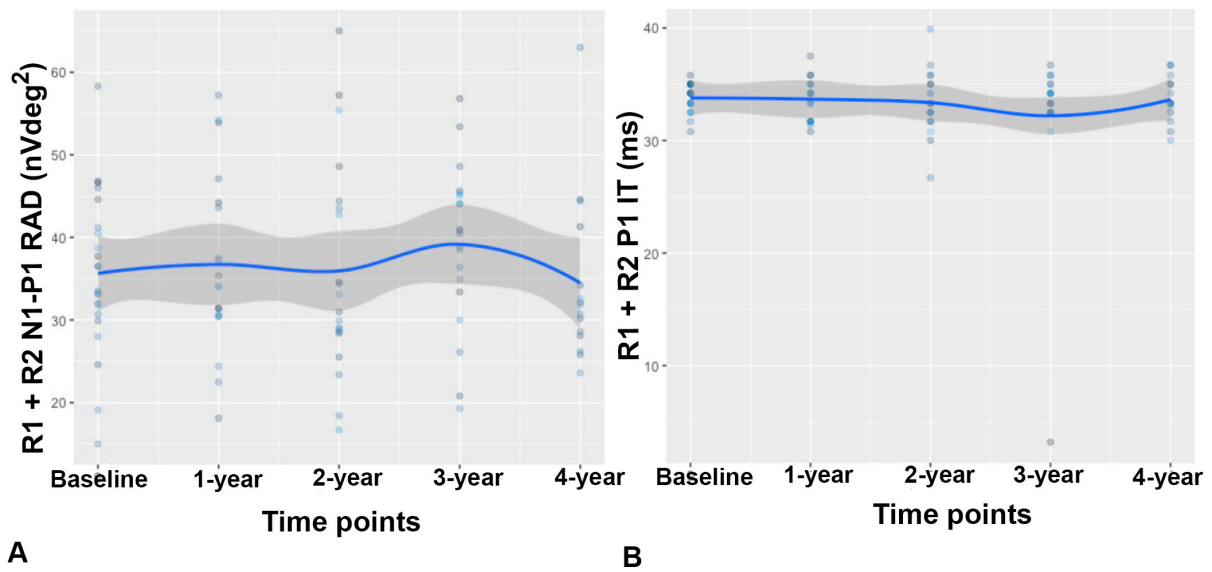 R1 + R2 N1-P1 RAD (nVdeg²)
60
50
40
30
20
Baseline 1-year 2-year 3-year 4-year
Time points
A
R1 + R2 P1 IT (ms)
40
30
20
10
Baseline 1-year 2-year 3-year 4-year
Time points
B